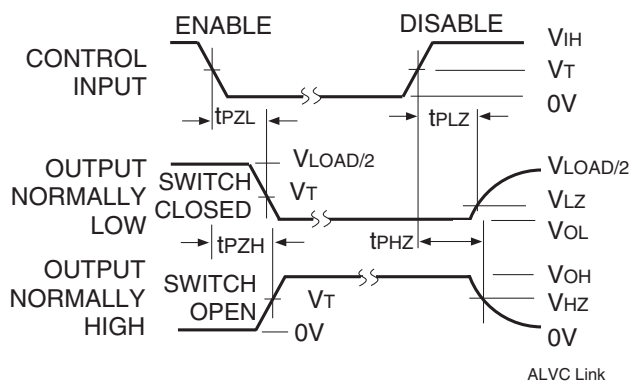 ENABLE
DISABLE
CONTROL
INPUT
VIH
VT
0V
tPZL
tPLZ
OUTPUT
NORMALLY
LOW
SWITCH
CLOSED
VLOAD/2
VT
VLOAD/2
VLZ
VOL
tPZH
tPHZ
OUTPUT
NORMALLY
HIGH
SWITCH
OPEN
VT
0V
VOH
VHZ
0V
ALVC Link